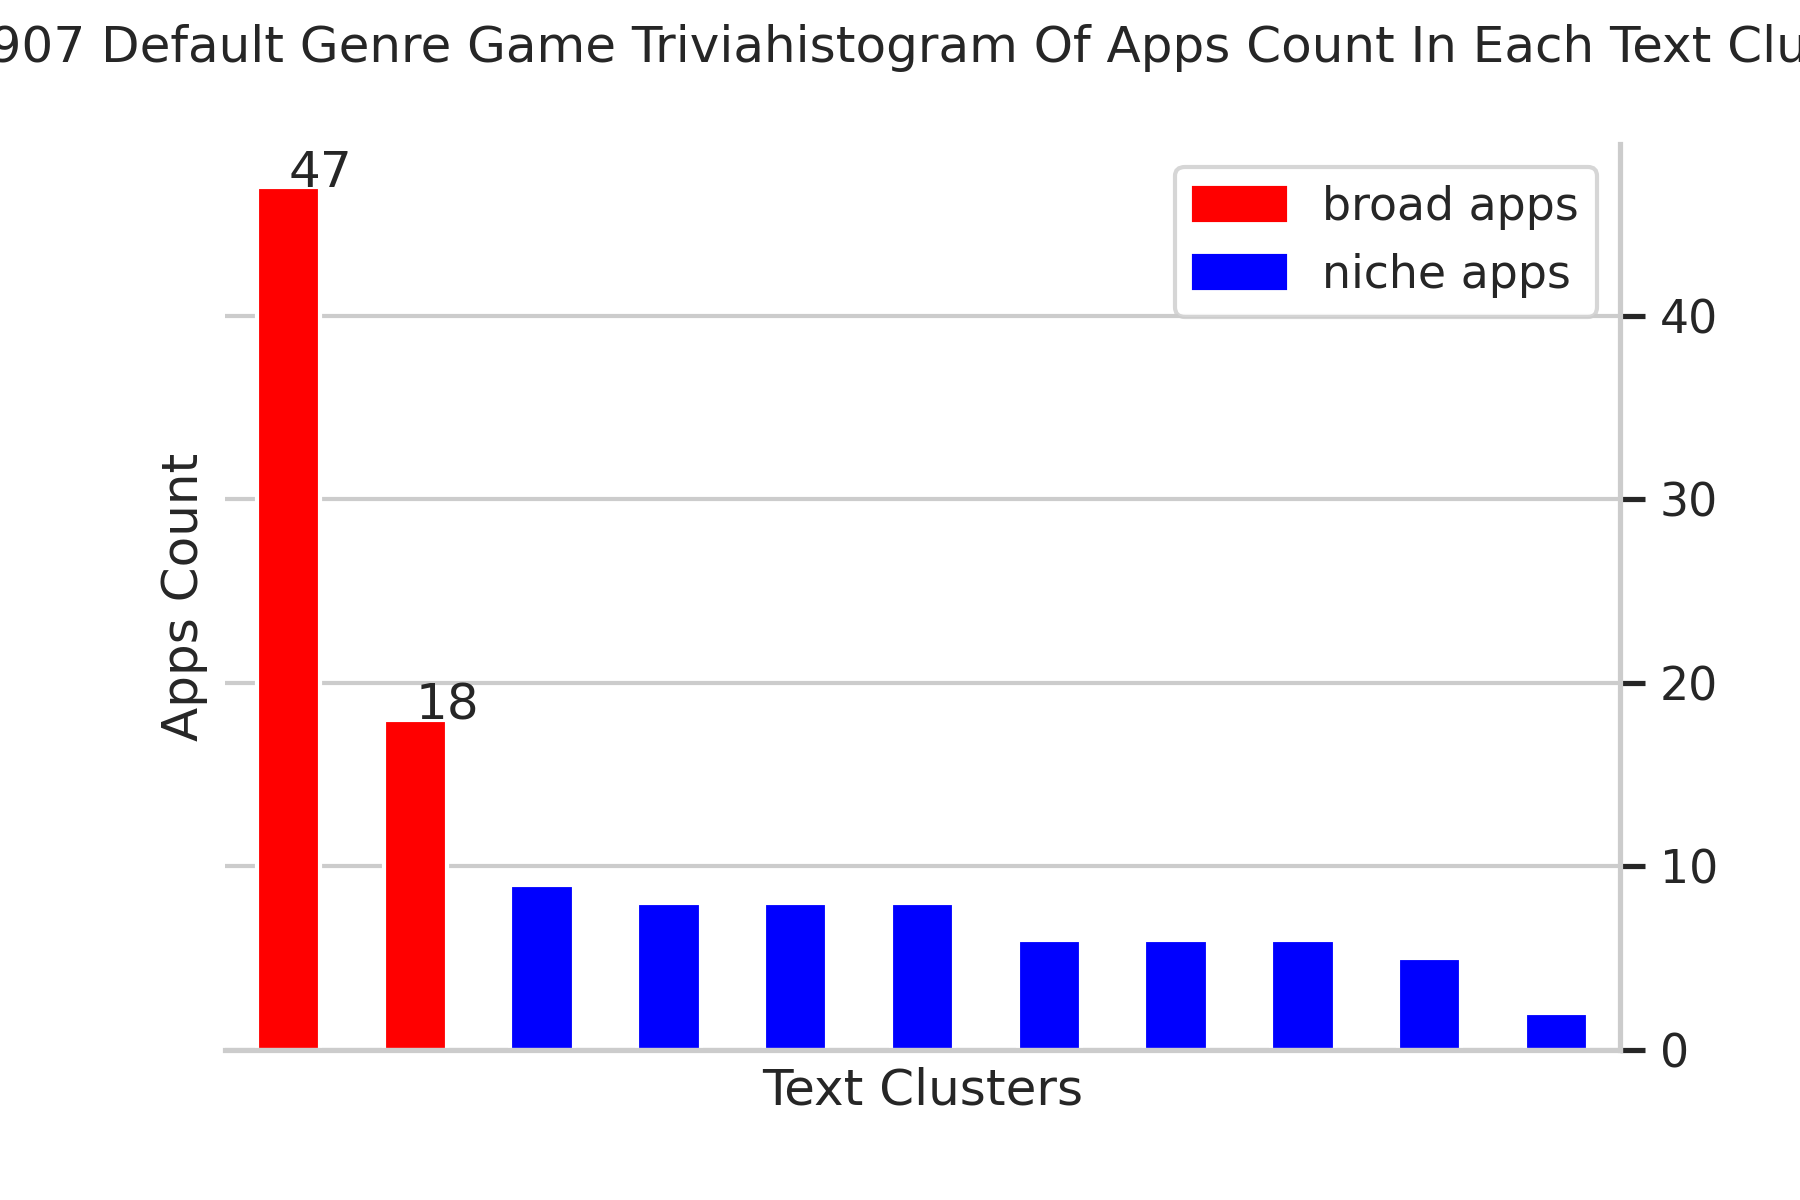 907 Default Genre Game Triviahistogram Of Apps Count In Each Text Clu
47
broad apps
niche apps
40
30
Apps Count
20
18
10
0
Text Clusters